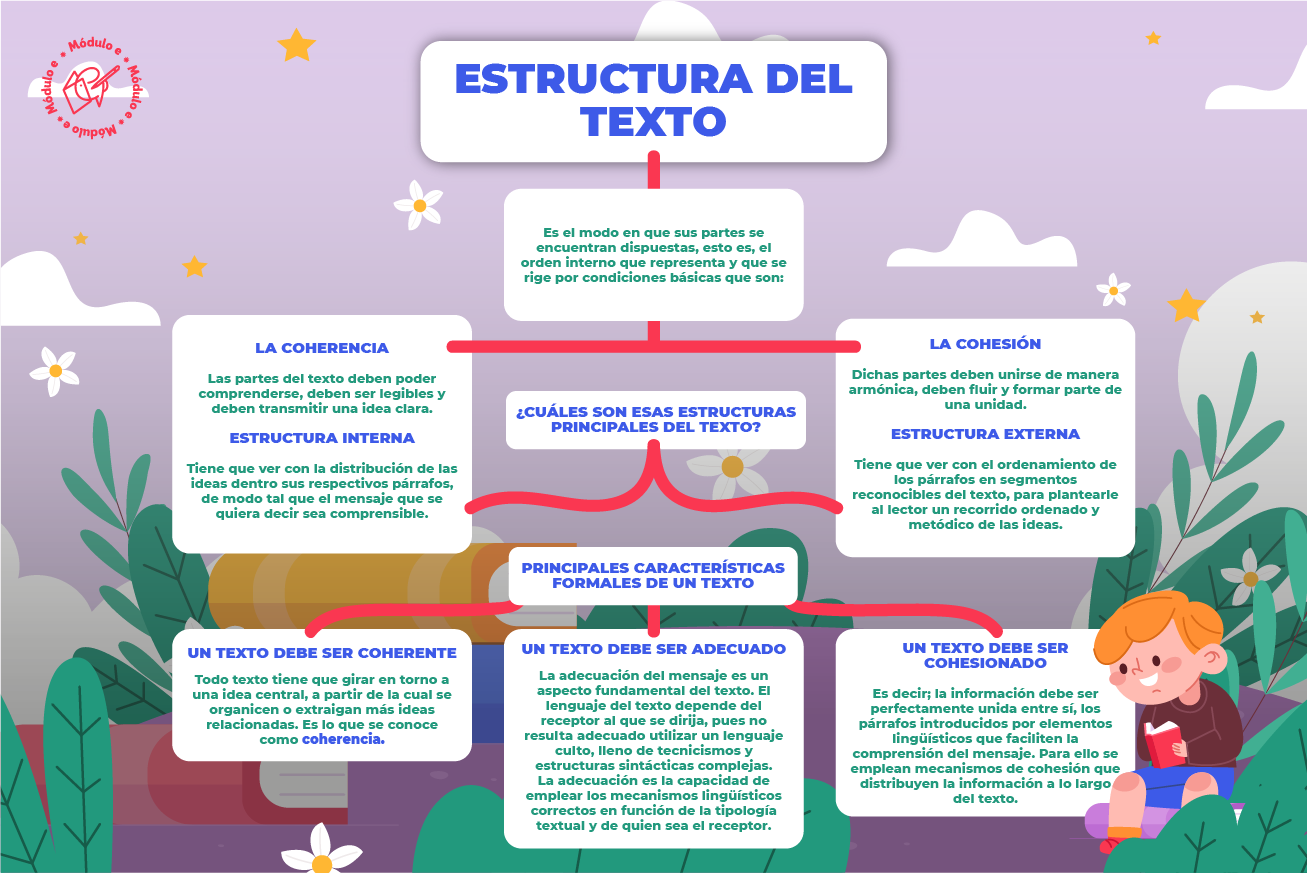 Módulo e • Módulo e • Módulo e • Módulo e •
ESTRUCTURA DEL
TEXTO
Es el modo en que sus partes se
encuentran dispuestas, esto es, el
orden interno que representa y que se
rige por condiciones básicas que son:
LA COHERENCIA
Las partes del texto deben poder
comprenderse, deben ser legibles y
deben transmitir una idea clara.
ESTRUCTURA INTERNA
Tiene que ver con la distribución de las
ideas dentro sus respectivos párrafos,
de modo tal que el mensaje que se
quiera decir sea comprensible.
LA COHESIÓN
Dichas partes deben unirse de manera
armónica, deben fluir y formar parte de
una unidad.
ESTRUCTURA EXTERNA
Tiene que ver con el ordenamiento de
los párrafos en segmentos
reconocibles del texto, para plantearle
al lector un recorrido ordenado y
metódico de las ideas.
¿CUÁLES SON ESAS ESTRUCTURAS
PRINCIPALES DEL TEXTO?
PRINCIPALES CARACTERÍSTICAS
FORMALES DE UN TEXTO
UN TEXTO DEBE SER COHERENTE
Todo texto tiene que girar en torno a
una idea central, a partir de la cual se
organicen o extraigan más ideas
relacionadas. Es lo que se conoce
como coherencia.
UN TEXTO DEBE SER ADECUADO
La adecuación del mensaje es un
aspecto fundamental del texto. El
lenguaje del texto depende del
receptor al que se dirija, pues no
resulta adecuado utilizar un lenguaje
culto, lleno de tecnicismos y
estructuras sintácticas complejas.
La adecuación es la capacidad de
emplear los mecanismos lingüísticos
correctos en función de la tipología
textual y de quien sea el receptor.
UN TEXTO DEBE SER
COHESIONADO
Es decir; la información debe ser
perfectamente unida entre sí, los
párrafos introducidos por elementos
lingüísticos que faciliten la
comprensión del mensaje. Para ello se
emplean mecanismos de cohesión que
distribuyen la información a lo largo
del texto.